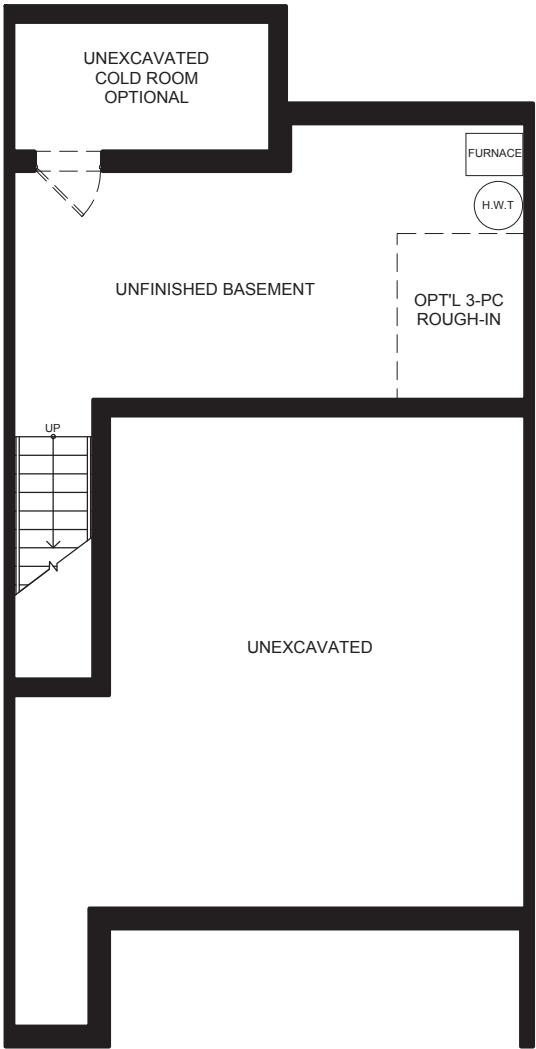 UNEXCAVATED
COLD ROOM
OPTIONAL
FURNACE
H.W.T
UNFINISHED BASEMENT
OPT'L 3-PC
ROUGH-IN
UP
UNEXCAVATED